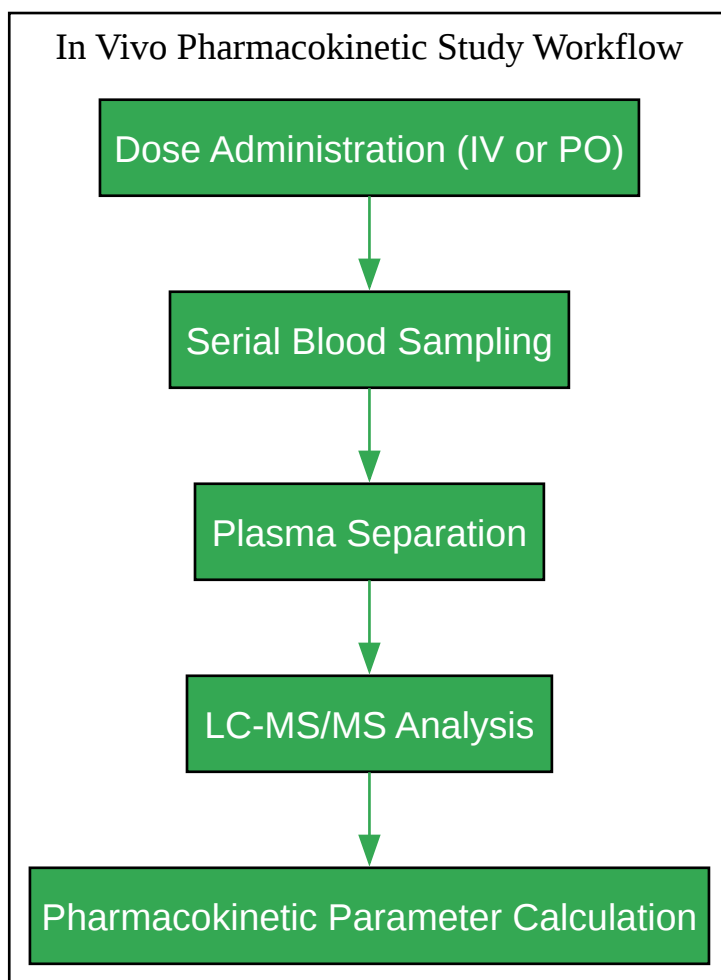 In Vivo Pharmacokinetic Study Workflow
Dose Administration (IV or PO)
Serial Blood Sampling
Plasma Separation
LC-MS/MS Analysis
Pharmacokinetic Parameter Calculation